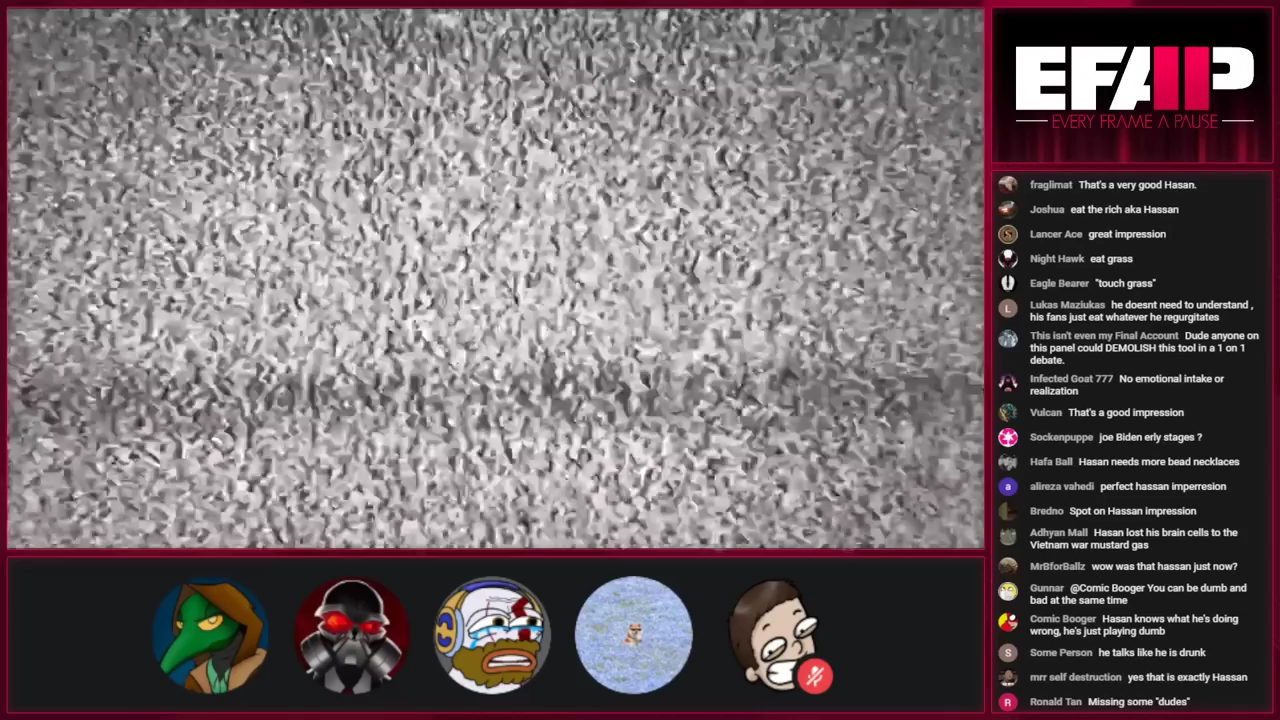 EFAP
EVERY FRAME A PAUSE
fraglimat That's a very good Hasan.
Joshua eat the rich aka Hassan
Lancer Ace great impression
Night Hawk eat grass
Eagle Bearer "touch grass"
L
Lukas Maziukas he doesnt need to understand ,
his fans just eat whatever he regurgitates
This isn't even my Final Account Dude anyone on
this panel could DEMOLISH this tool in a 1 on 1
debate.
Infected Goat 777 No emotional intake or
realization
Vulcan That's a good impression
Sockenpuppe joe Biden erly stages ?
Hafa Ball Hasan needs more bead necklaces
a
alireza vahedi perfect hassan imperresion
Bredno Spot on Hassan impression
Adhyan Mall Hasan lost his brain cells to the
Vietnam war mustard gas
MrBforBallz wow was that hassan just now?
Gunnar @Comic Booger You can be dumb and
bad at the same time
Comic Booger Hasan knows what he's doing
wrong, he's just playing dumb
S
Some Person he talks like he is drunk
mrr self destruction yes that is exactly Hassan
R
Ronald Tan Missing some "dudes"